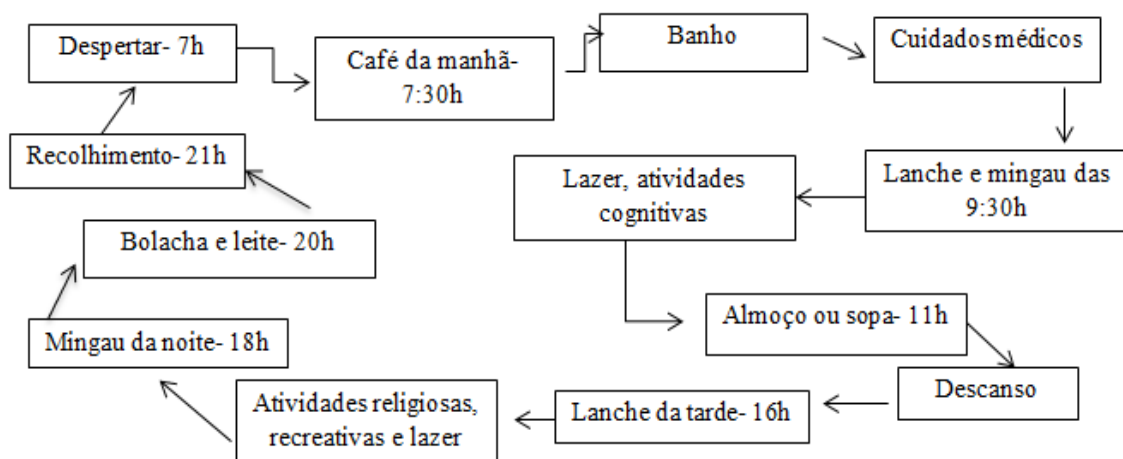 Despertar- 7h
Café da manhã-
7:30h
Banho
Cuidados médicos
Lanche e mingau das
9:30h
Lazer, atividades
cognitivas
Almoço ou sopa- 11h
Descanso
Lanche da tarde- 16h
Atividades religiosas,
recreativas e lazer
Mingau da noite- 18h
Bolacha e leite- 20h
Recolhimento- 21h